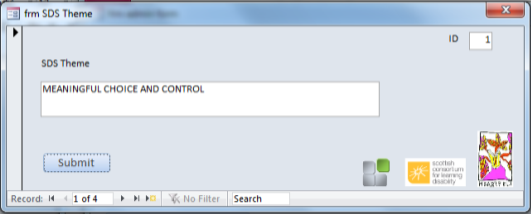 frm SDS Theme
ID 1
SDS Theme
MEANINGFUL CHOICE AND CONTROL
Submit
scottish
consortium
for learning
disability
Record: 1 of 4 No Filter Search